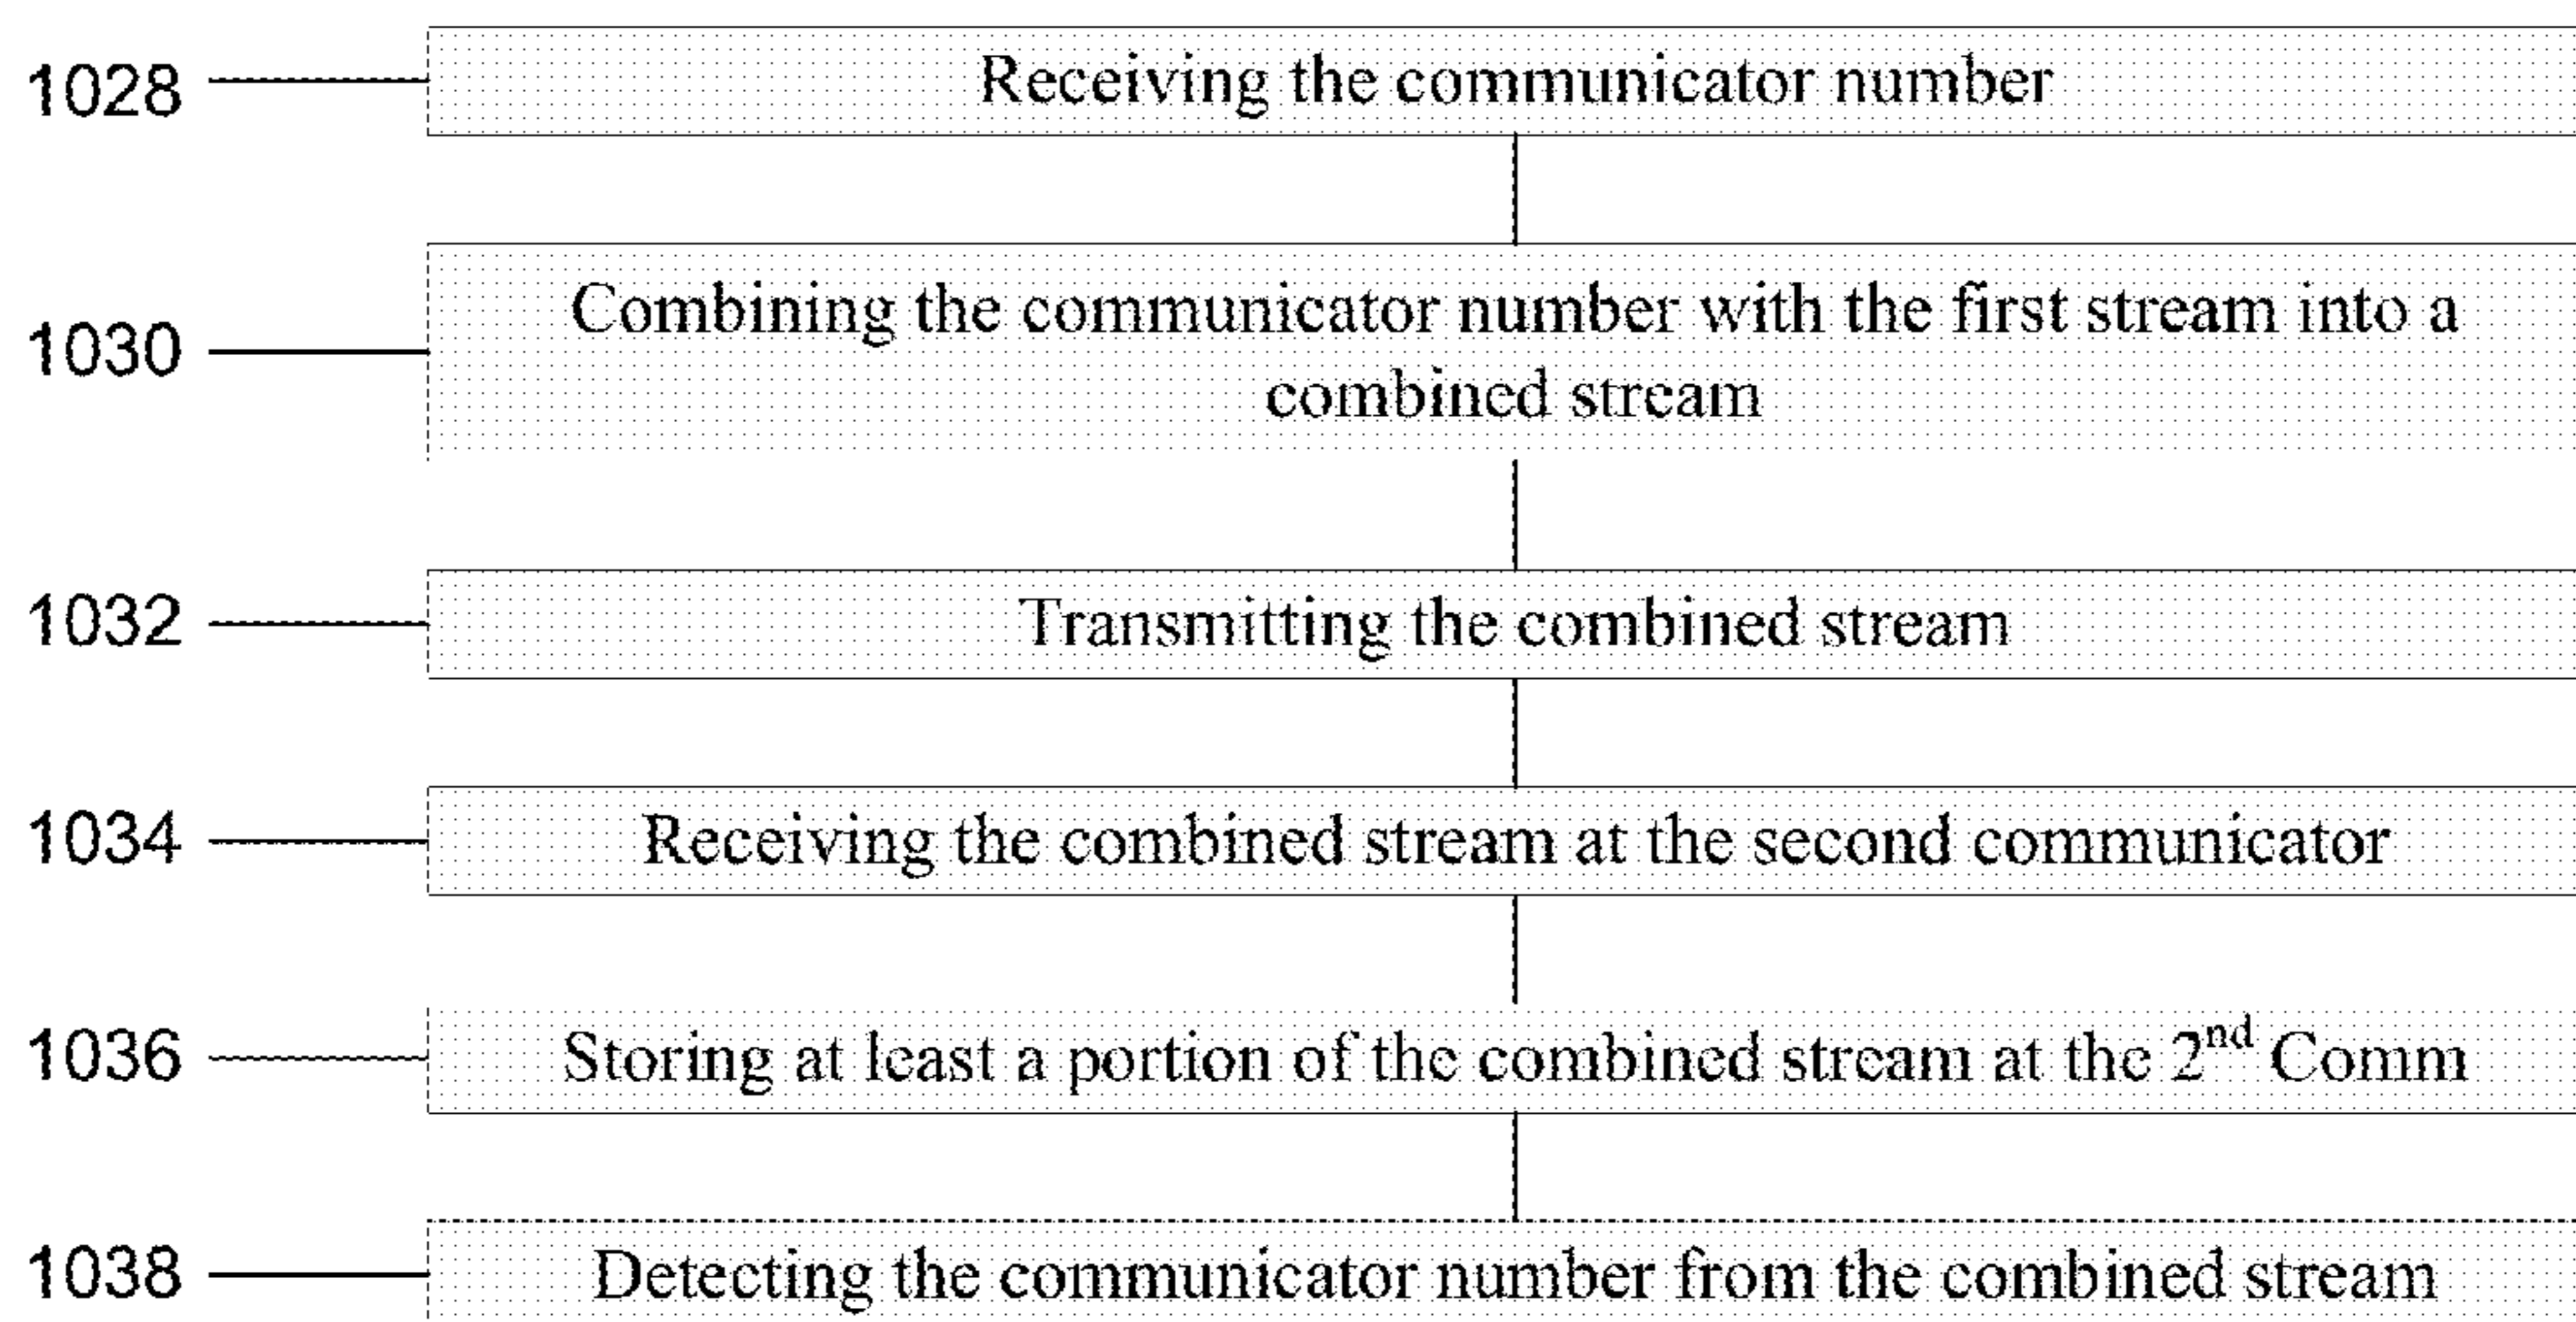 1028 Receiving the communicator number
1030 Combining the communicator number with the first stream into a
combined stream
1032 Transmitting the combined stream
1034 Receiving the combined stream at the second communicator
1036 Storing at least a portion of the combined stream at the 2nd Comm
1038 Detecting the communicator number from the combined stream